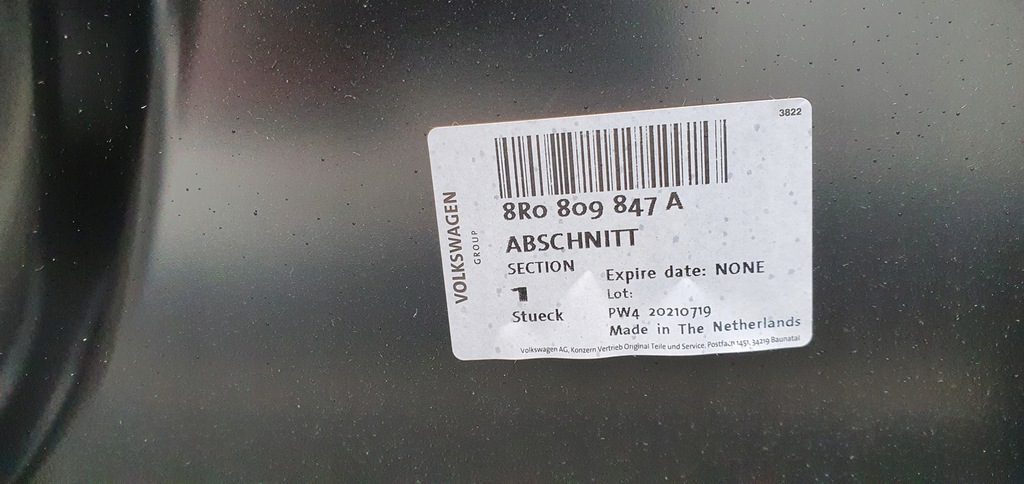 3822
VOLKSWAGEN
GROUP
8R0 809 847 A
ABSCHNITT
SECTION
1
Stueck
Expire date: NONE
Lot:
PW4 20210719
Made in The Netherlands
Volkswagen AG, Konzern Vertrieb Original Teile und Service, Postfach 1451, 34219 Baunatal